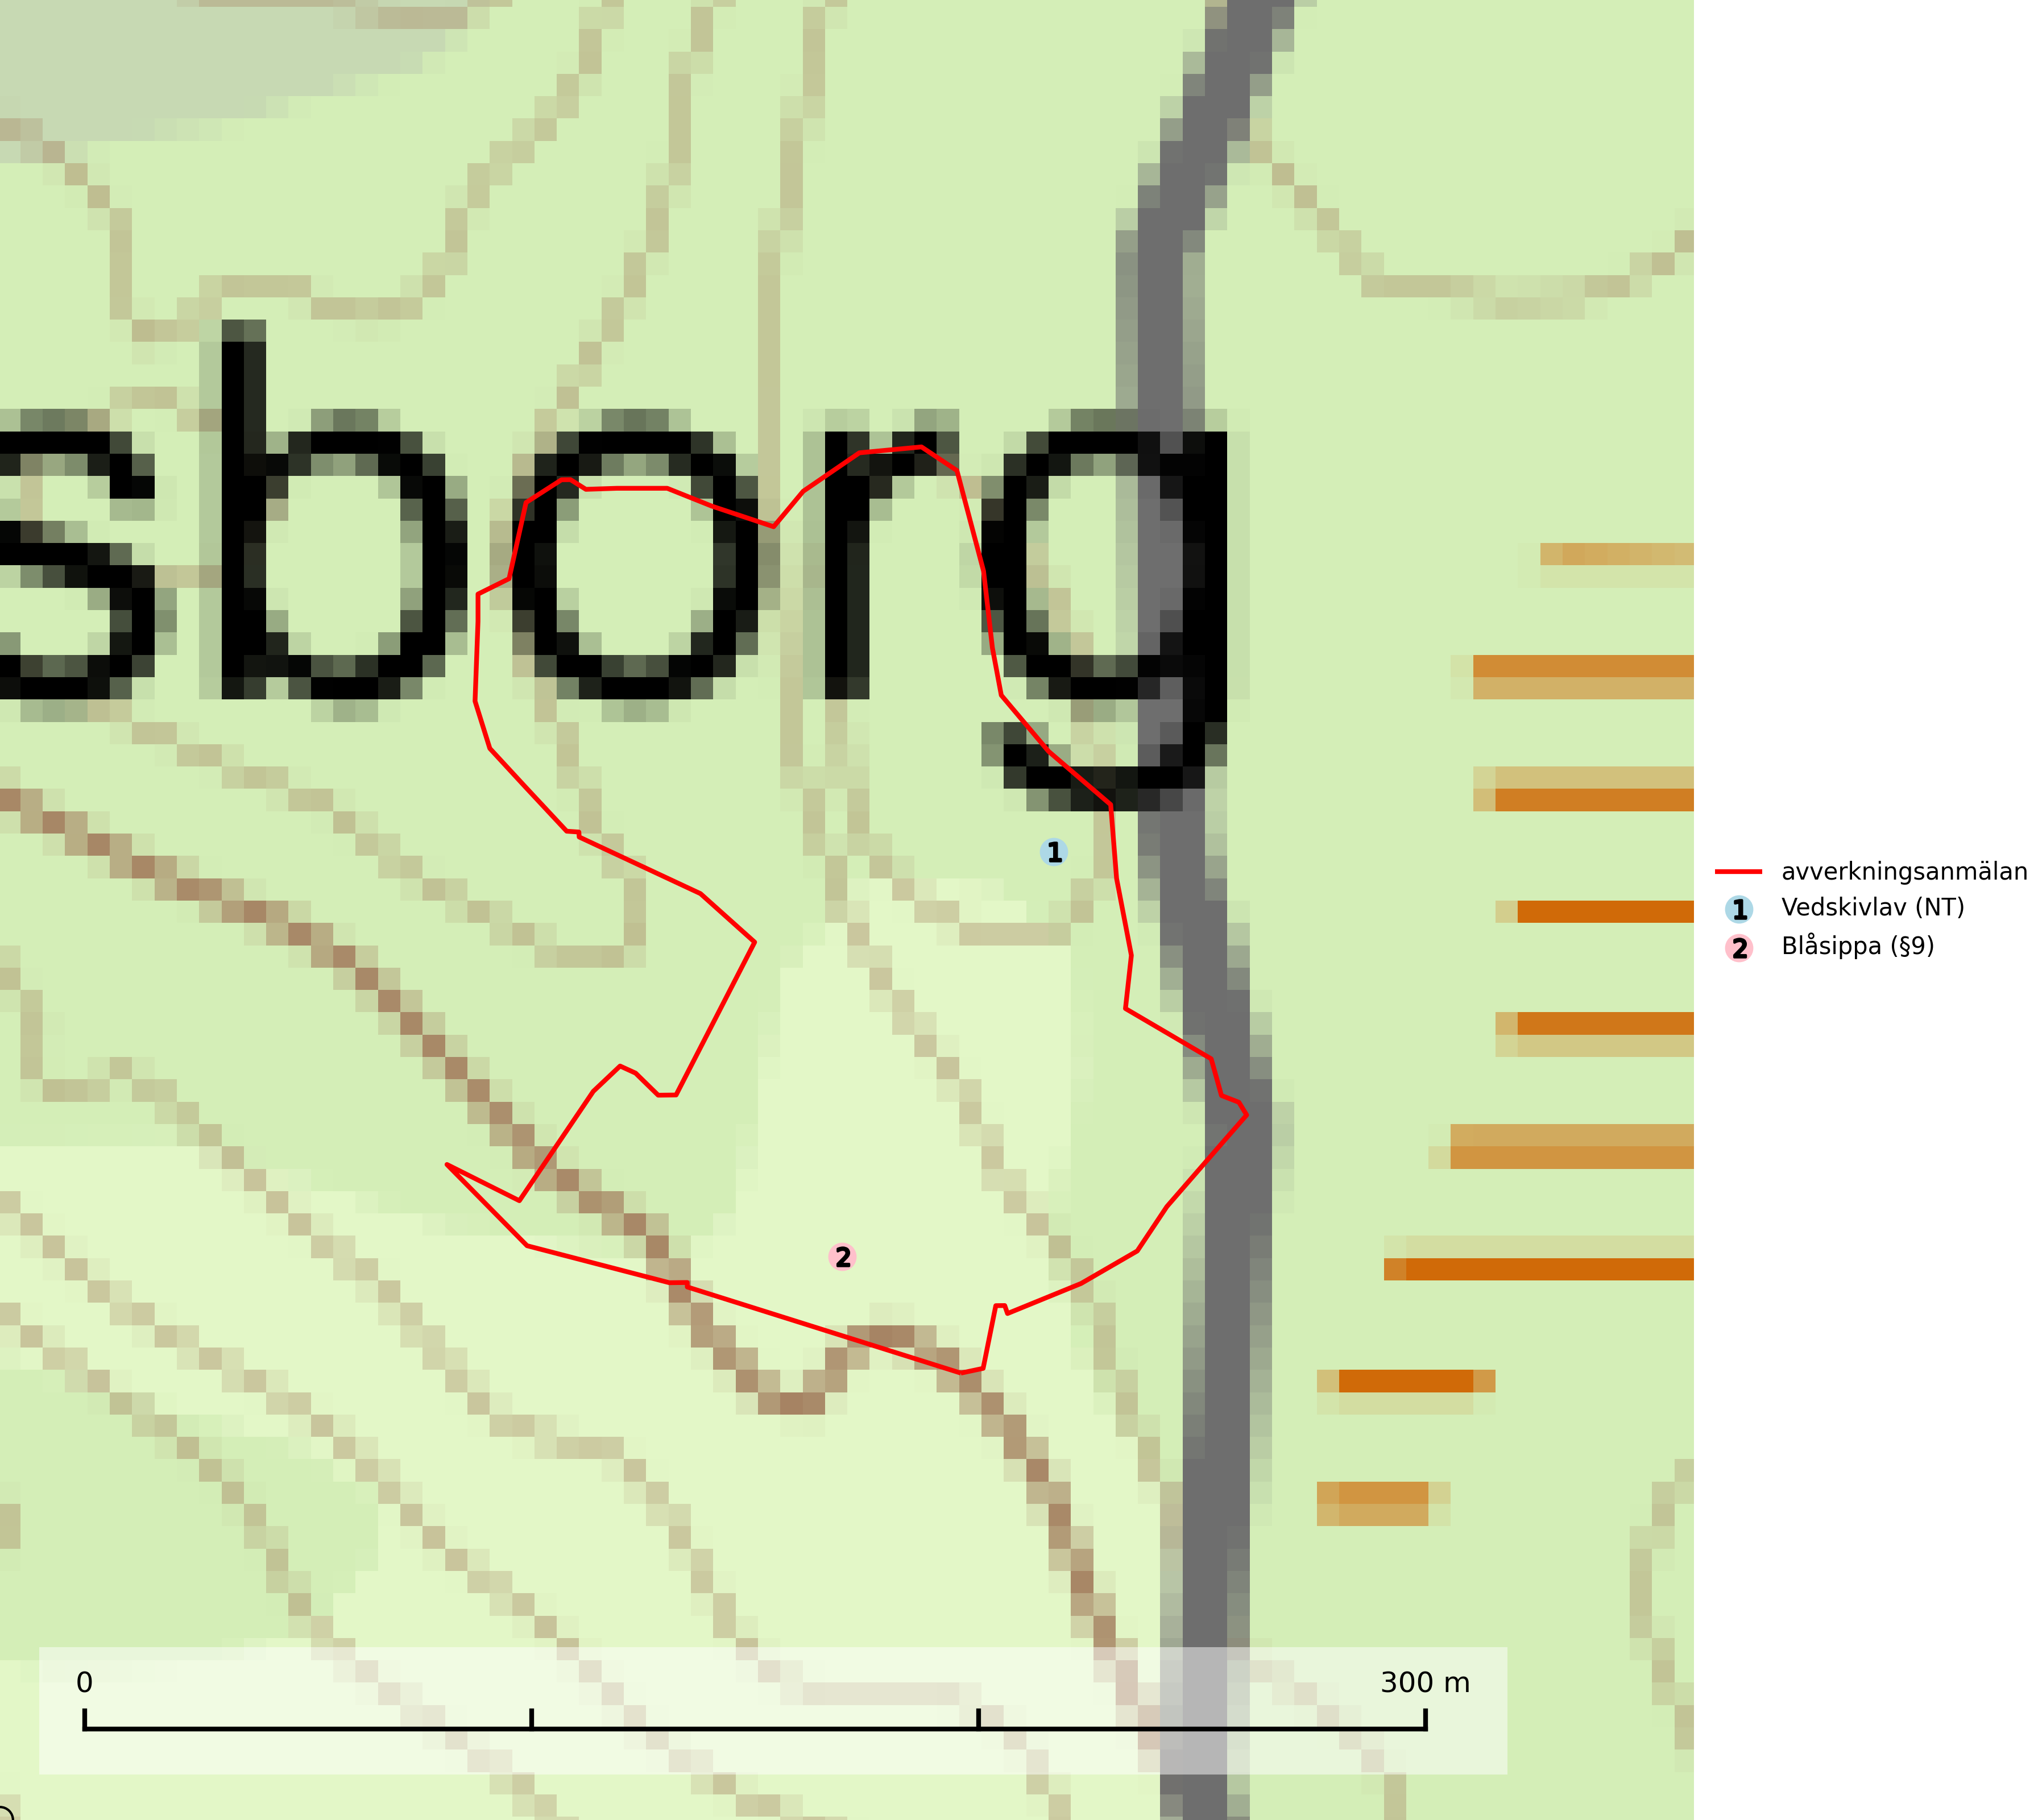 sborg
1
2
0 300 m
avverkningsanmälan
1 Vedskivlav (NT)
2 Blåsippa (§9)